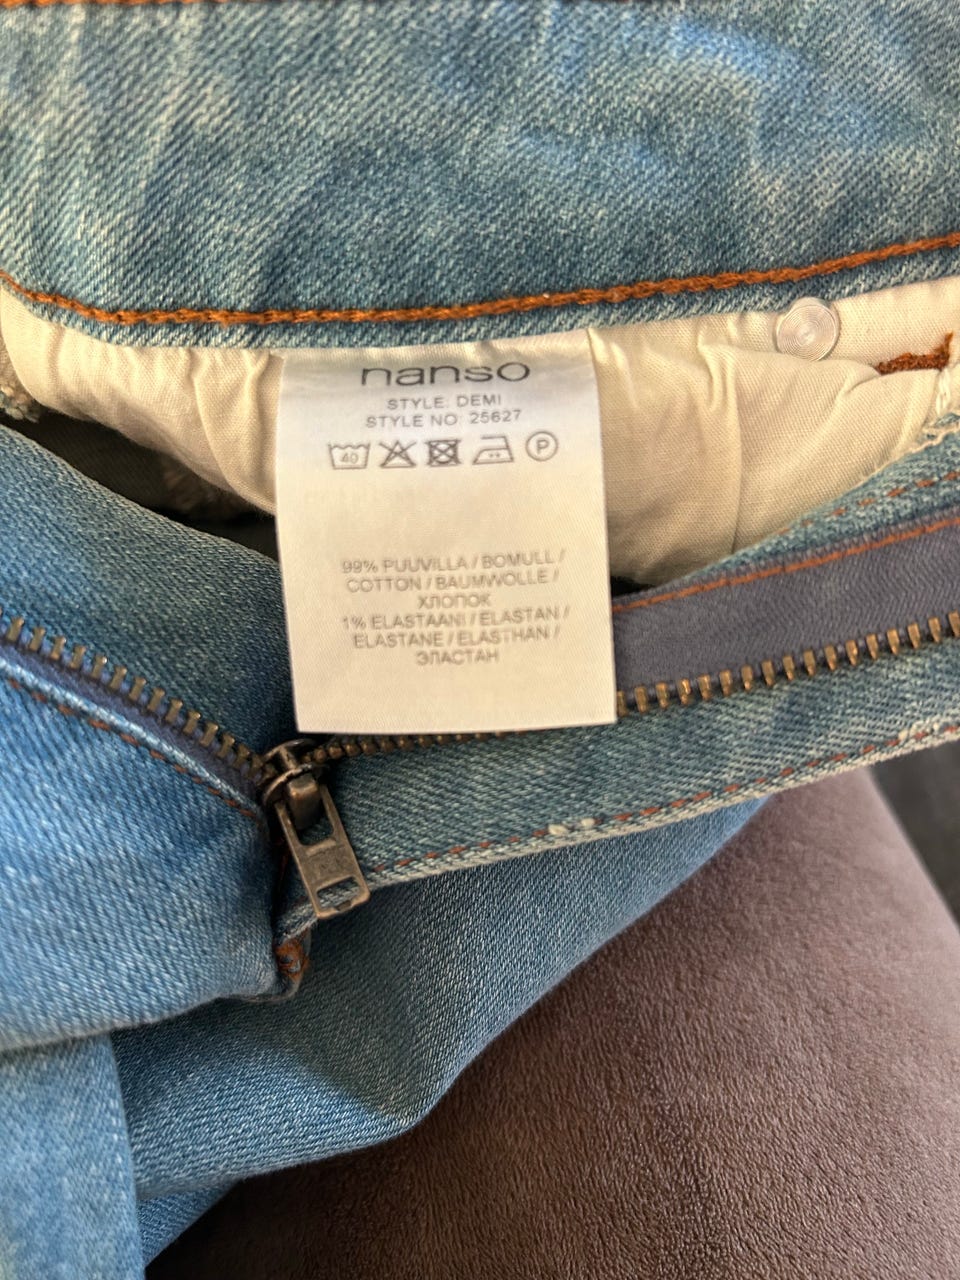 nanso
STYLE: DEMI
STYLE NO: 25627
40 P
99% PUUVILLA / BOMULL /
COTTON / BAUMWOLLE /
ХЛОПОК
1% ELASTAANI / ELASTAN /
ELASTANE / ELASTHAN /
ЭЛАСТАН